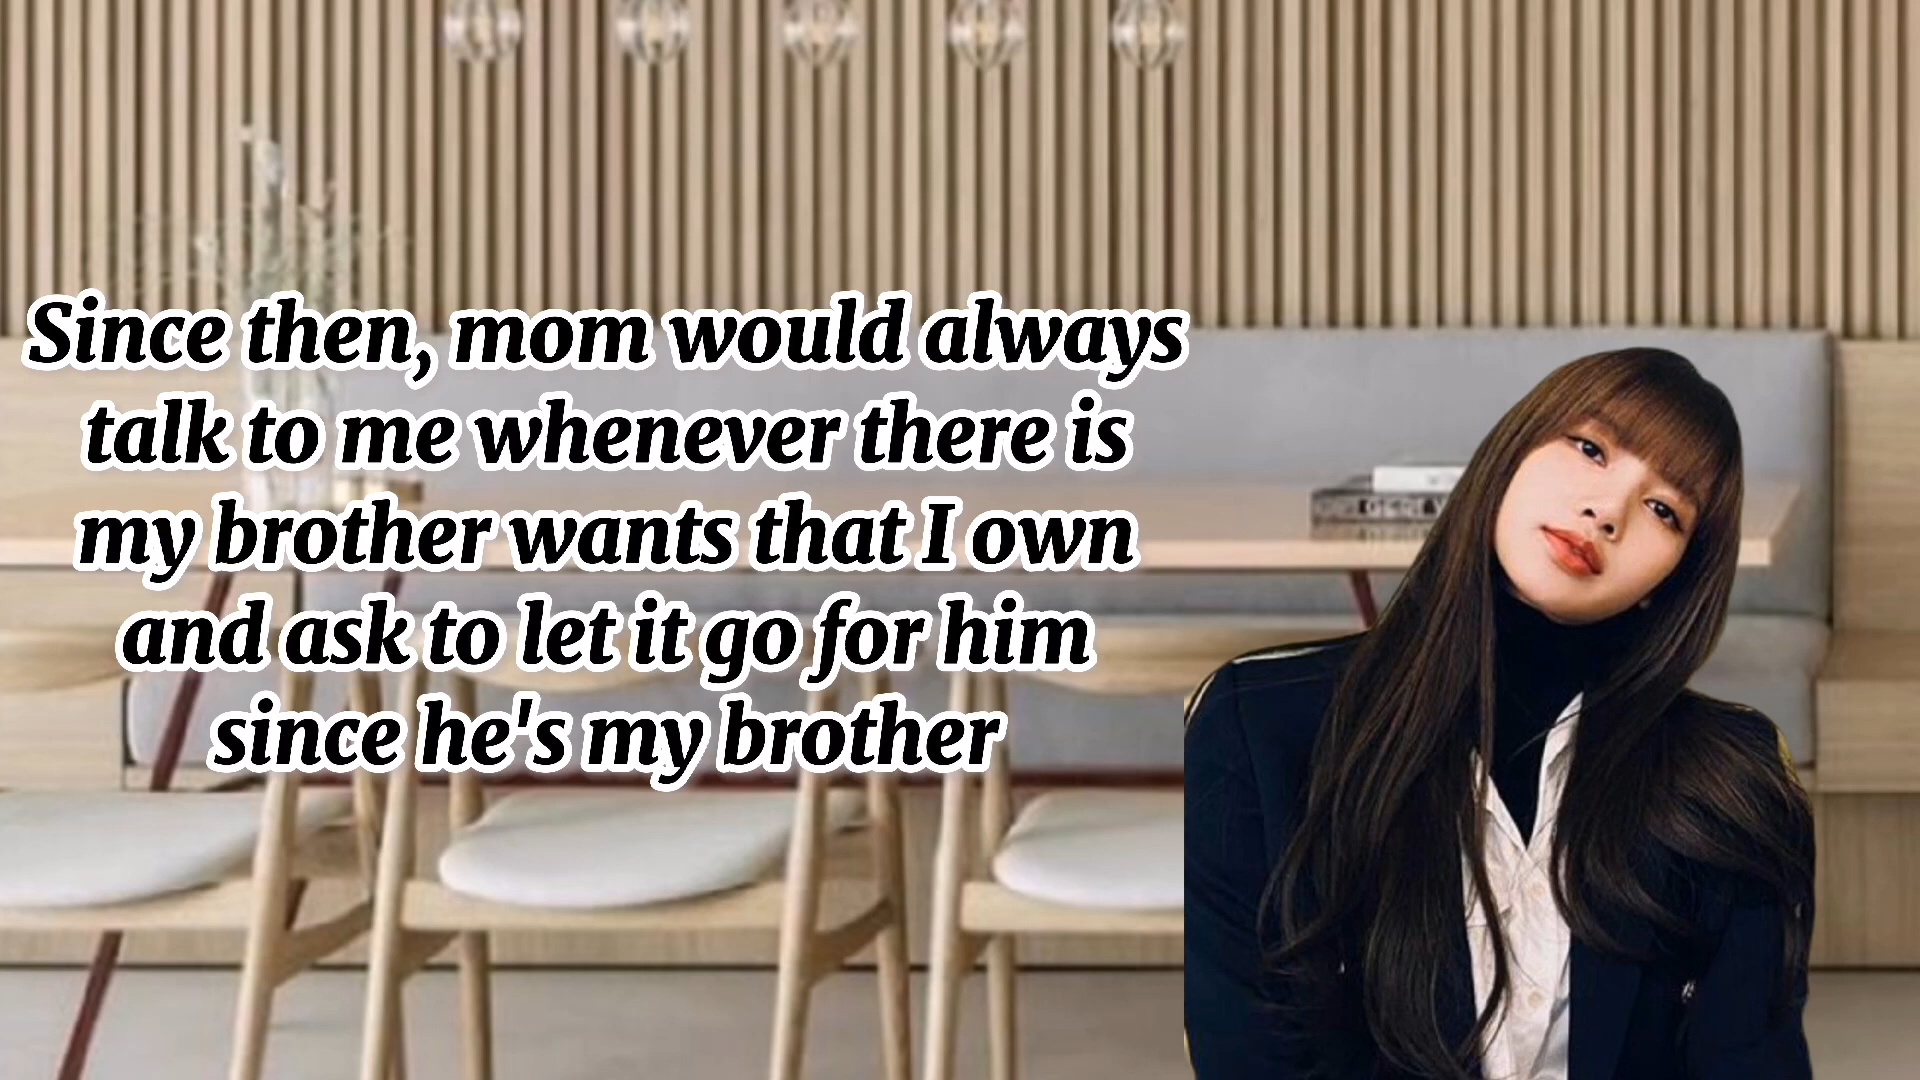 Since then, mom would always
talk to me whenever there is
my brother wants that I own
and ask to let it go for him
since he's my brother